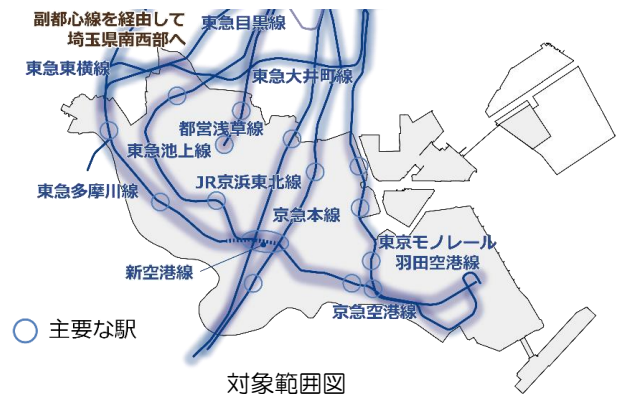 副都心線を経由して
埼玉県南西部へ
東急目黒線
東急東横線
東急大井町線
都営浅草線
東急池上線
JR京浜東北線
東急多摩川線
京急本線
東京モノレール
羽田空港線
新空港線
京急空港線
主要な駅
対象範囲図